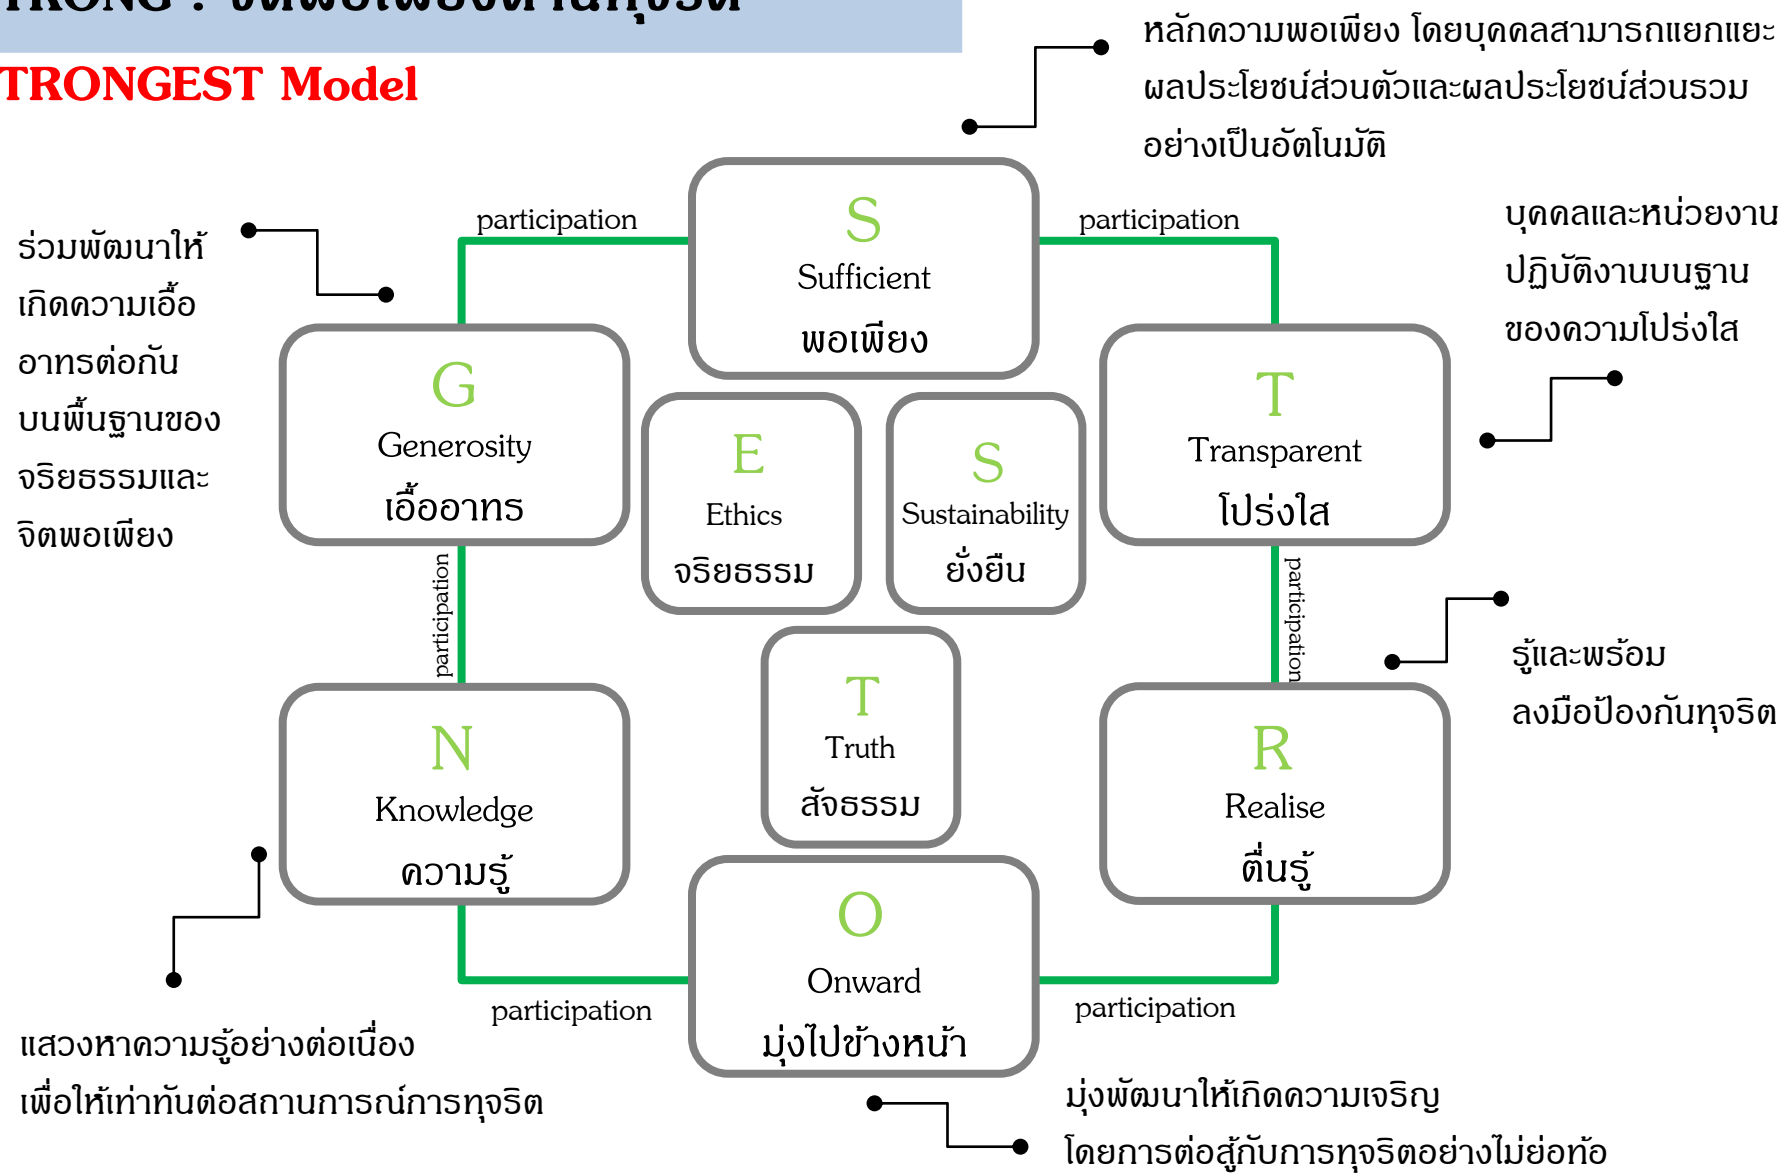 TRONG : จิตพอเพียงต้านทุจริต
TRONGEST Model
หลักความพอเพียง โดยบุคคลสามารถแยกแยะ
ผลประโยชน์ส่วนตัวและผลประโยชน์ส่วนรวม
อย่างเป็นอัตโนมัติ
บุคคลและหน่วยงาน
ปฏิบัติงานบนฐาน
ของความโปร่งใส
ร่วมพัฒนาให้
เกิดความเอื้อ
อาทรต่อกัน
บนพื้นฐานของ
จริยธรรมและ
จิตพอเพียง
participation
participation
S
Sufficient
พอเพียง
G
Generosity
เอื้ออาทร
E
Ethics
จริยธรรม
S
Sustainability
ยั่งยืน
T
Transparent
โปร่งใส
participation
participation
รู้และพร้อม
ลงมือป้องกันทุจริต
T
Truth
สัจธรรม
N
Knowledge
ความรู้
R
Realise
ตื่นรู้
O
Onward
มุ่งไปข้างหน้า
participation
participation
แสวงหาความรู้อย่างต่อเนื่อง
เพื่อให้เท่าทันต่อสถานการณ์การทุจริต
มุ่งพัฒนาให้เกิดความเจริญ
โดยการต่อสู้กับการทุจริตอย่างไม่ย่อท้อ